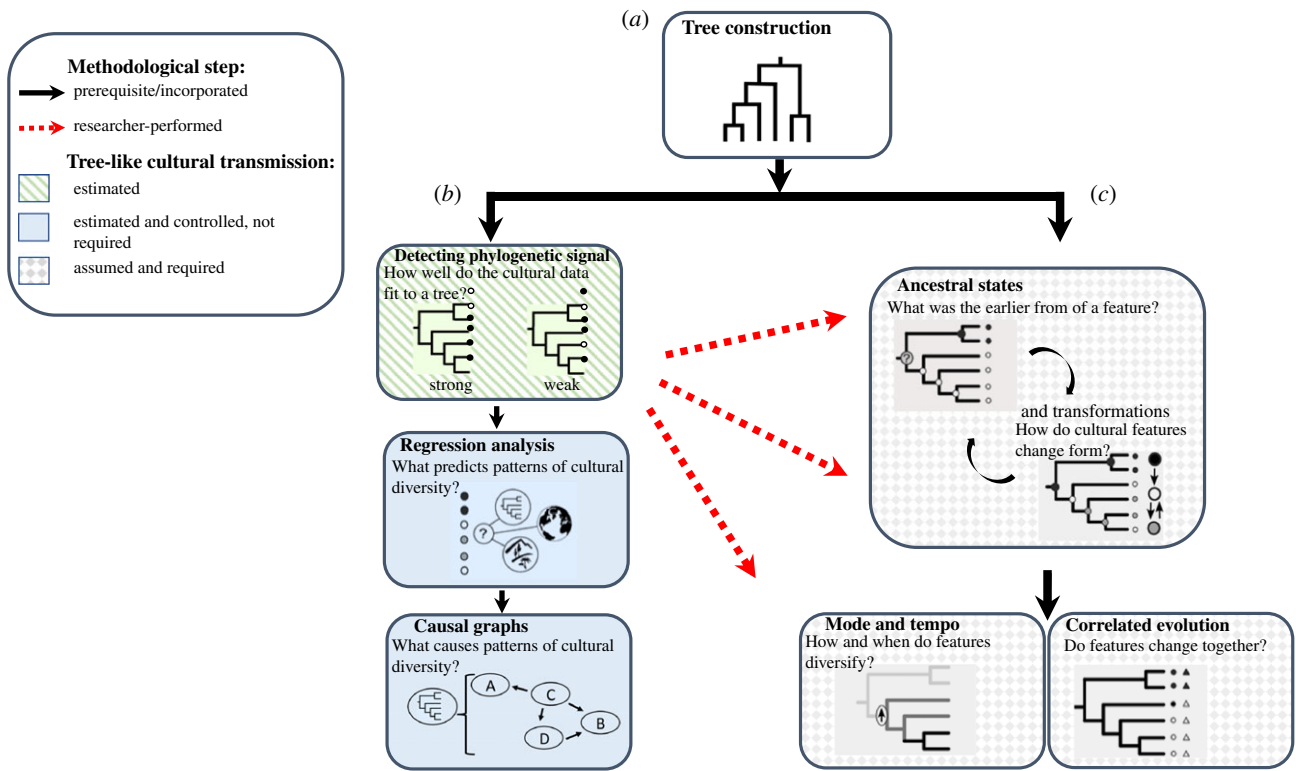 (a)
Tree construction
Methodological step:
prerequisite/incorporated
researcher-performed
Tree-like cultural transmission:
estimated
estimated and controlled, not
required
assumed and required
(b)
(c)
Detecting phylogenetic signal
How well do the cultural data
fit to a tree?
strong
weak
Regression analysis
What predicts patterns of cultural
diversity?
?
Causal graphs
What causes patterns of cultural
diversity?
A
C
B
D
Ancestral states
What was the earlier from of a feature?
?
and transformations
How do cultural features
change form?
Mode and tempo
How and when do features
diversify?
Correlated evolution
Do features change together?